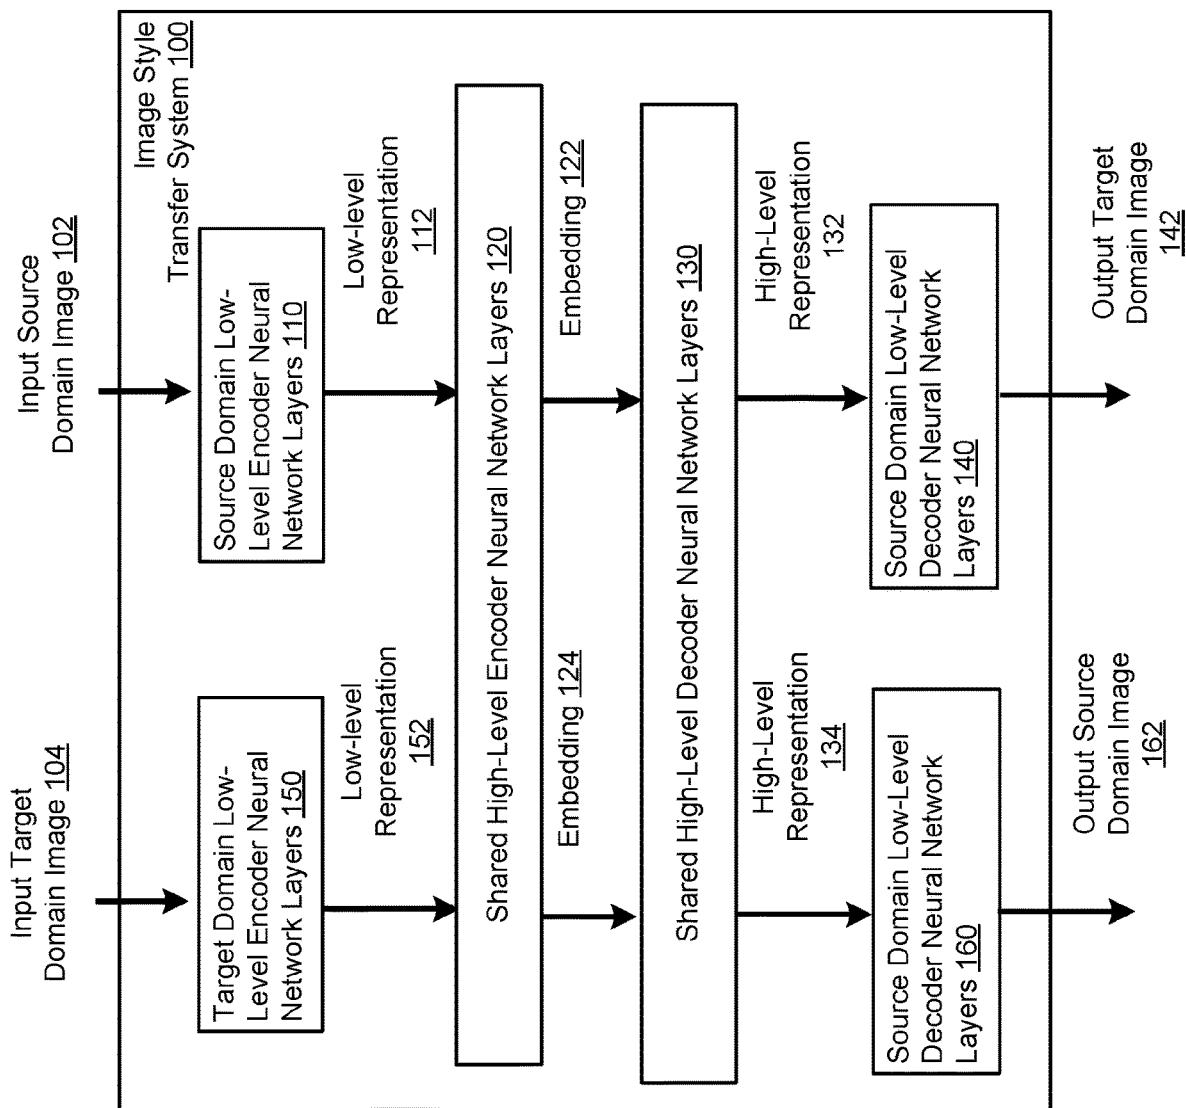 Image Style
Transfer System 100
Input Source
Domain Image 102
Source Domain Low-
Level Encoder Neural
Network Layers 110
Low-level
Representation
112
Input Target
Domain Image 104
Target Domain Low-
Level Encoder Neural
Network Layers 150
Low-level
Representation
152
Shared High-Level Encoder Neural Network Layers 120
Embedding 122
Embedding 124
Shared High-Level Decoder Neural Network Layers 130
High-Level
Representation
132
High-Level
Representation
134
Source Domain Low-Level
Decoder Neural Network
Layers 140
Source Domain Low-Level
Decoder Neural Network
Layers 160
Output Target
Domain Image
142
Output Source
Domain Image
162